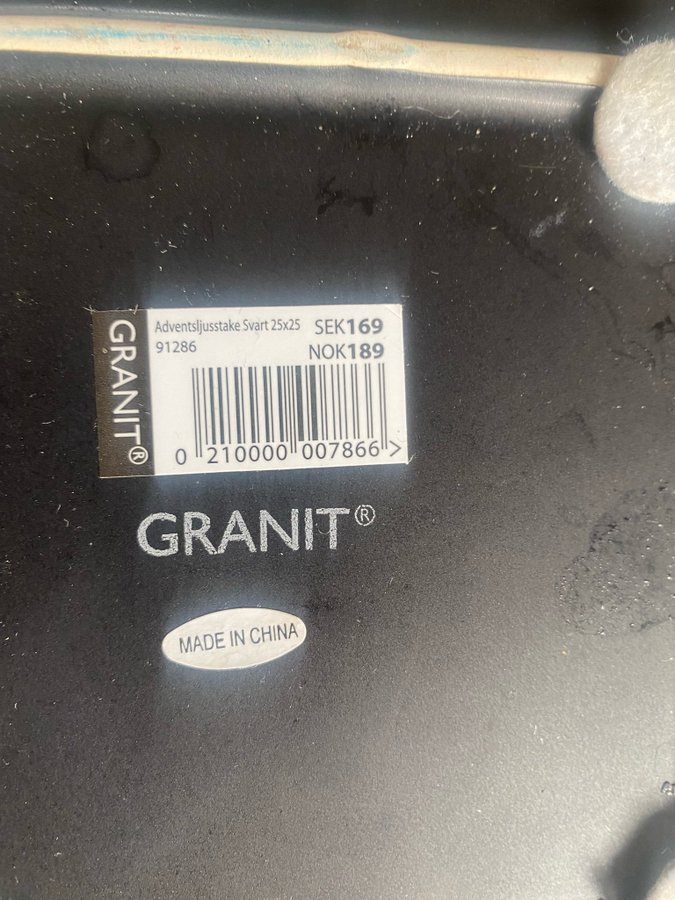 GRANIT®
Adventsljusstake Svart 25x25 SEK169
91286 NOK189
0 210000 007866 >
GRANIT®
MADE IN CHINA